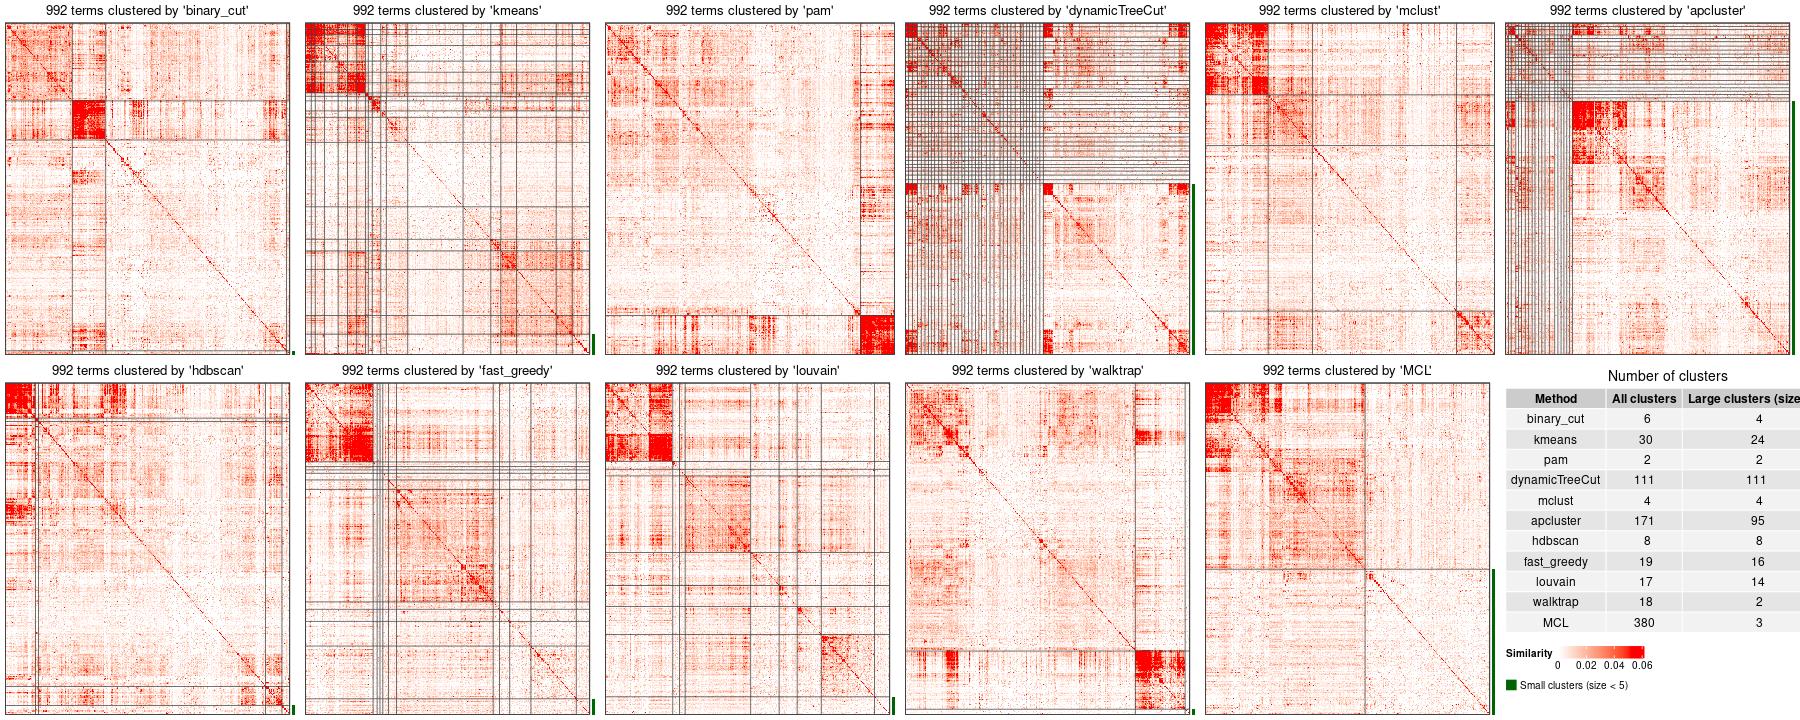 992 terms clustered by 'binary_cut'
992 terms clustered by 'kmeans'
992 terms clustered by 'pam'
992 terms clustered by 'dynamicTreeCut'
992 terms clustered by 'mclust'
992 terms clustered by 'apcluster'
992 terms clustered by 'hdbscan'
992 terms clustered by 'fast_greedy'
992 terms clustered by 'louvain'
992 terms clustered by 'walktrap'
992 terms clustered by 'MCL'
Number of clusters
Method All clusters Large clusters (size
binary_cut 6 4
kmeans 30 24
pam 2 2
dynamicTreeCut 111 111
mclust 4 4
apcluster 171 95
hdbscan 8 8
fast_greedy 19 16
louvain 17 14
walktrap 18 2
MCL 380 3
Similarity
0 0.02 0.04 0.06
Small clusters (size < 5)